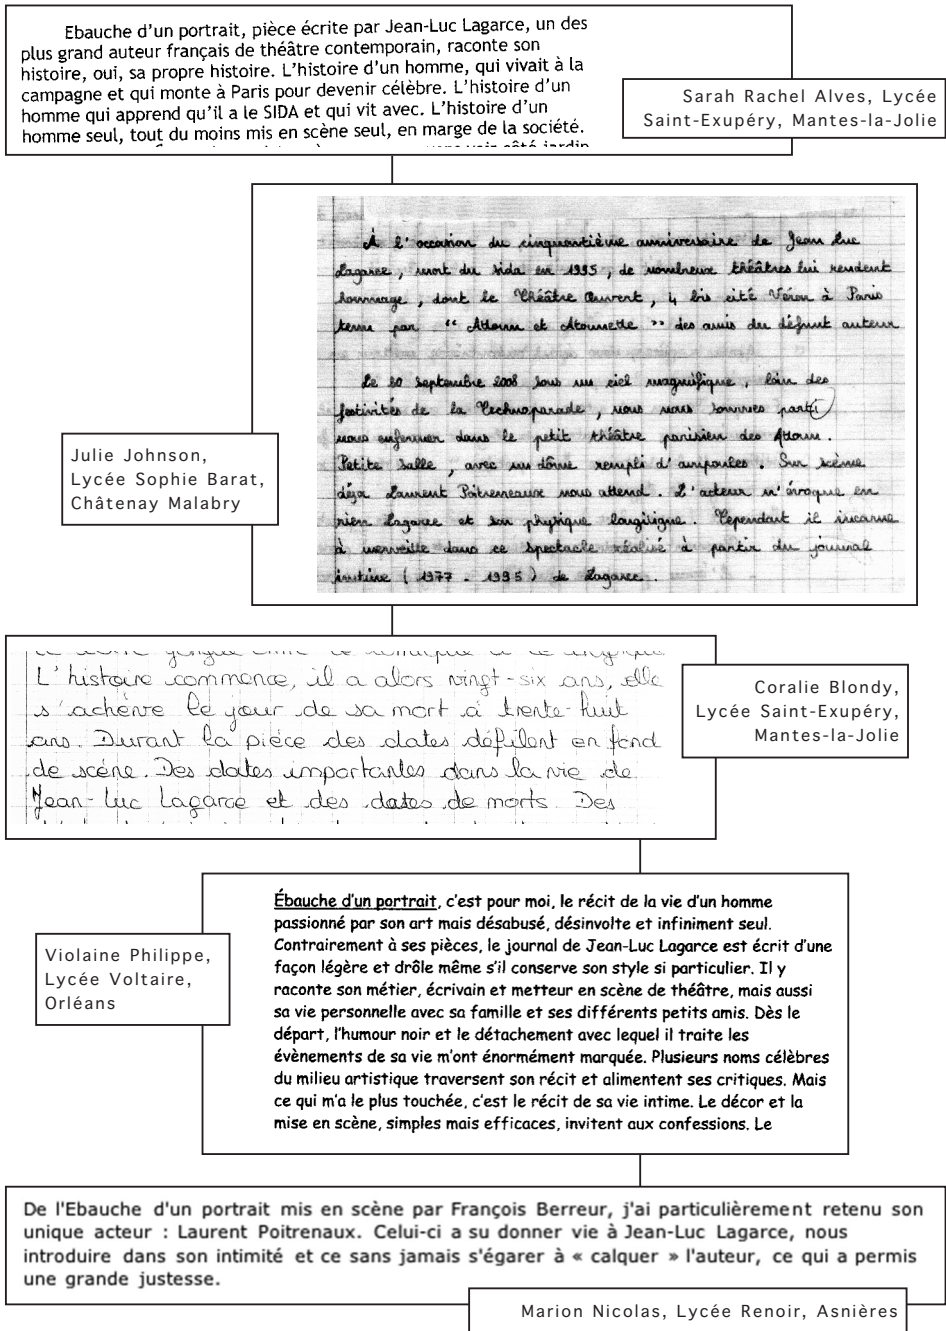 Ebauche d'un portrait, pièce écrite par Jean-Luc Lagarce, un des
plus grand auteur français de théâtre contemporain, raconte son
histoire, oui, sa propre histoire. L'histoire d'un homme, qui vivait à la
campagne et qui monte à Paris pour devenir célèbre. L'histoire d'un
homme qui apprend qu'il a le SIDA et qui vit avec. L'histoire d'un
homme seul, tout du moins mis en scène seul, en marge de la société.
Sarah Rachel Alves, Lycée
Saint-Exupéry, Mantes-la-Jolie
À l'occasion du cinquantième anniversaire de Jean Luc
Lagarce, mort du sida en 1995, de nombreux théâtres lui rendent
hommage, dont le Théâtre Ouvert, 4 bis cité Véron à Paris
tenu par "Attoun et Attounette" des amis du défunt auteur
Le 20 septembre 2008 sous un ciel magnifique, loin des
festivités de la Technoparade, nous nous sommes parti
nous enfermer dans le petit théâtre parisien des Attoun.
Petite salle, avec un dôme rempli d'ampoules. Sur scène
déja Laurent Poitreneaux nous attend. L'acteur n'évoque en
rien Lagarce et son physique longiligne. Cependant il incarne
à merveille dans ce spectacle réalisé à partir du journal
intime (1977 - 1995) de Lagarce.
Julie Johnson,
Lycée Sophie Barat,
Châtenay Malabry
L'histoire commence, il a alors vingt-six ans, elle
s'achève le jour de sa mort à trente-huit
ans. Durant la pièce des dates défilent en fond
de scène. Des dates importantes dans la vie de
Jean-Luc Lagarce et des dates de morts. Des
Coralie Blondy,
Lycée Saint-Exupéry,
Mantes-la-Jolie
Ébauche d'un portrait, c'est pour moi, le récit de la vie d'un homme
passionné par son art mais désabusé, désinvolte et infiniment seul.
Contrairement à ses pièces, le journal de Jean-Luc Lagarce est écrit d'une
façon légère et drôle même s'il conserve son style si particulier. Il y
raconte son métier, écrivain et metteur en scène de théâtre, mais aussi
sa vie personnelle avec sa famille et ses différents petits amis. Dès le
départ, l'humour noir et le détachement avec lequel il traite les
évènements de sa vie m'ont énormément marquée. Plusieurs noms célèbres
du milieu artistique traversent son récit et alimentent ses critiques. Mais
ce qui m'a le plus touchée, c'est le récit de sa vie intime. Le décor et la
mise en scène, simples mais efficaces, invitent aux confessions. Le
Violaine Philippe,
Lycée Voltaire,
Orléans
De l'Ebauche d'un portrait mis en scène par François Berreur, j'ai particulièrement retenu son
unique acteur : Laurent Poitrenaux. Celui-ci a su donner vie à Jean-Luc Lagarce, nous
introduire dans son intimité et ce sans jamais s'égarer à « calquer » l'auteur, ce qui a permis
une grande justesse.
Marion Nicolas, Lycée Renoir, Asnières